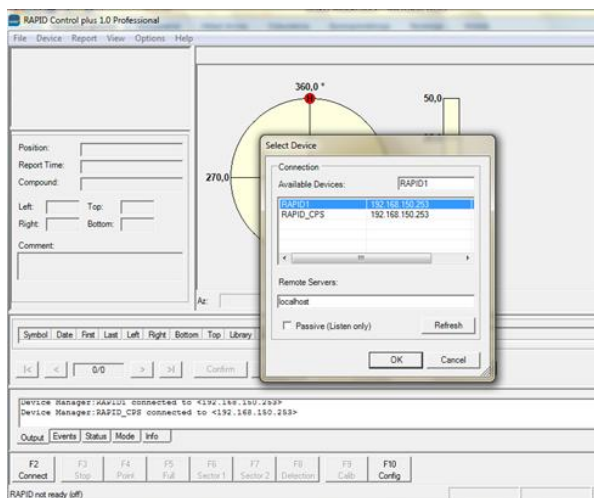 RAPID Control plus 1.0 Professional
File Device Report View Options Help
360,0 °
50,0
270,0
Position:
Report Time:
Compound:
Left: Top:
Right: Bottom:
Comment:
Az:
Select Device
Connection
Available Devices: RAPID1
RAPID1 192.168.150.253
RAPID_CPS 192.168.150.253
Remote Servers:
localhost
Passive (Listen only) Refresh
OK Cancel
Symbol Date First Last Left Right Bottom Top Library
|< < 0/0 > >| Confirm
Device Manager:RAPID1 connected to <192.168.150.253>
Device Manager:RAPID_CPS connected to <192.168.150.253>
Output Events Status Mode Info
F2 F3 F4 F5 F6 F7 F8 F9 F10
Connect Stop Point Full Sector 1 Sector 2 Detection Calib Config
RAPID not ready (off)